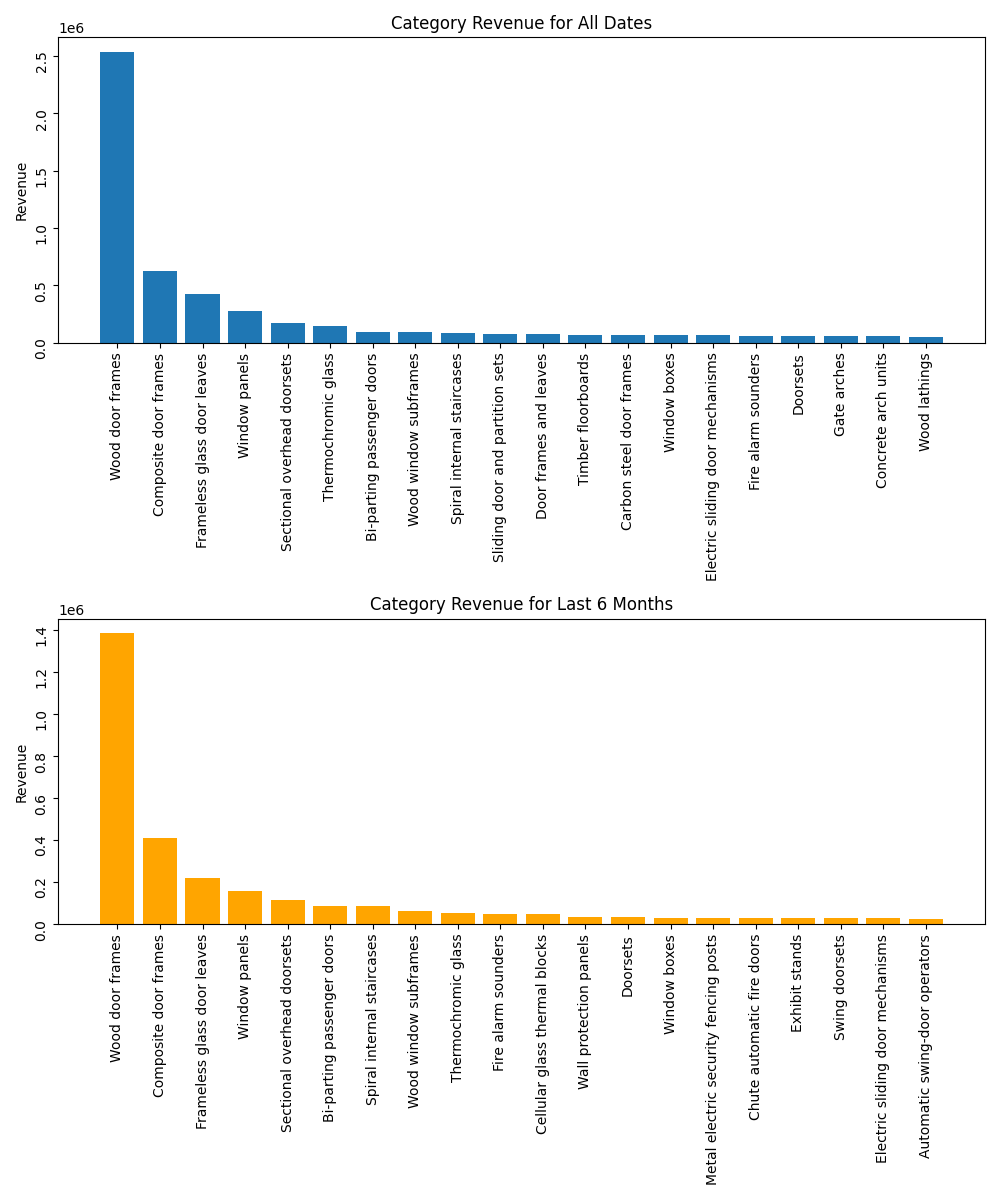 Category Revenue for All Dates
1e6
Revenue
2.5
2.0
1.5
1.0
0.5
0.0
Wood door frames
Composite door frames
Frameless glass door leaves
Window panels
Sectional overhead doorsets
Thermochromic glass
Bi-parting passenger doors
Wood window subframes
Spiral internal staircases
Sliding door and partition sets
Door frames and leaves
Timber floorboards
Carbon steel door frames
Window boxes
Electric sliding door mechanisms
Fire alarm sounders
Doorsets
Gate arches
Concrete arch units
Wood lathings
Category Revenue for Last 6 Months
1e6
Revenue
1.4
1.2
1.0
0.8
0.6
0.4
0.2
0.0
Wood door frames
Composite door frames
Frameless glass door leaves
Window panels
Sectional overhead doorsets
Bi-parting passenger doors
Spiral internal staircases
Wood window subframes
Thermochromic glass
Fire alarm sounders
Cellular glass thermal blocks
Wall protection panels
Doorsets
Window boxes
Metal electric security fencing posts
Chute automatic fire doors
Exhibit stands
Swing doorsets
Electric sliding door mechanisms
Automatic swing-door operators